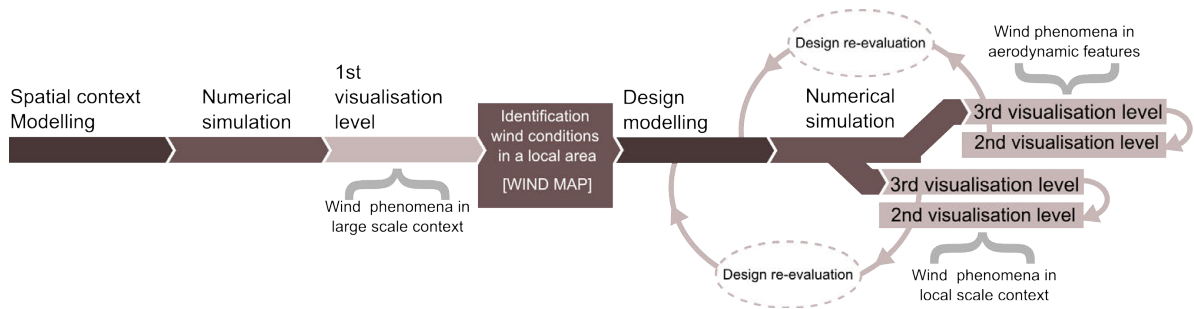 Spatial context
Modelling
Numerical
simulation
1st
visualisation
level
Wind phenomena in
large scale context
Identification
wind conditions
in a local area
[WIND MAP]
Design
modelling
Design re-evaluation
Numerical
simulation
Wind phenomena in
aerodynamic features
3rd visualisation level
2nd visualisation level
3rd visualisation level
2nd visualisation level
Design re-evaluation
Wind phenomena in
local scale context